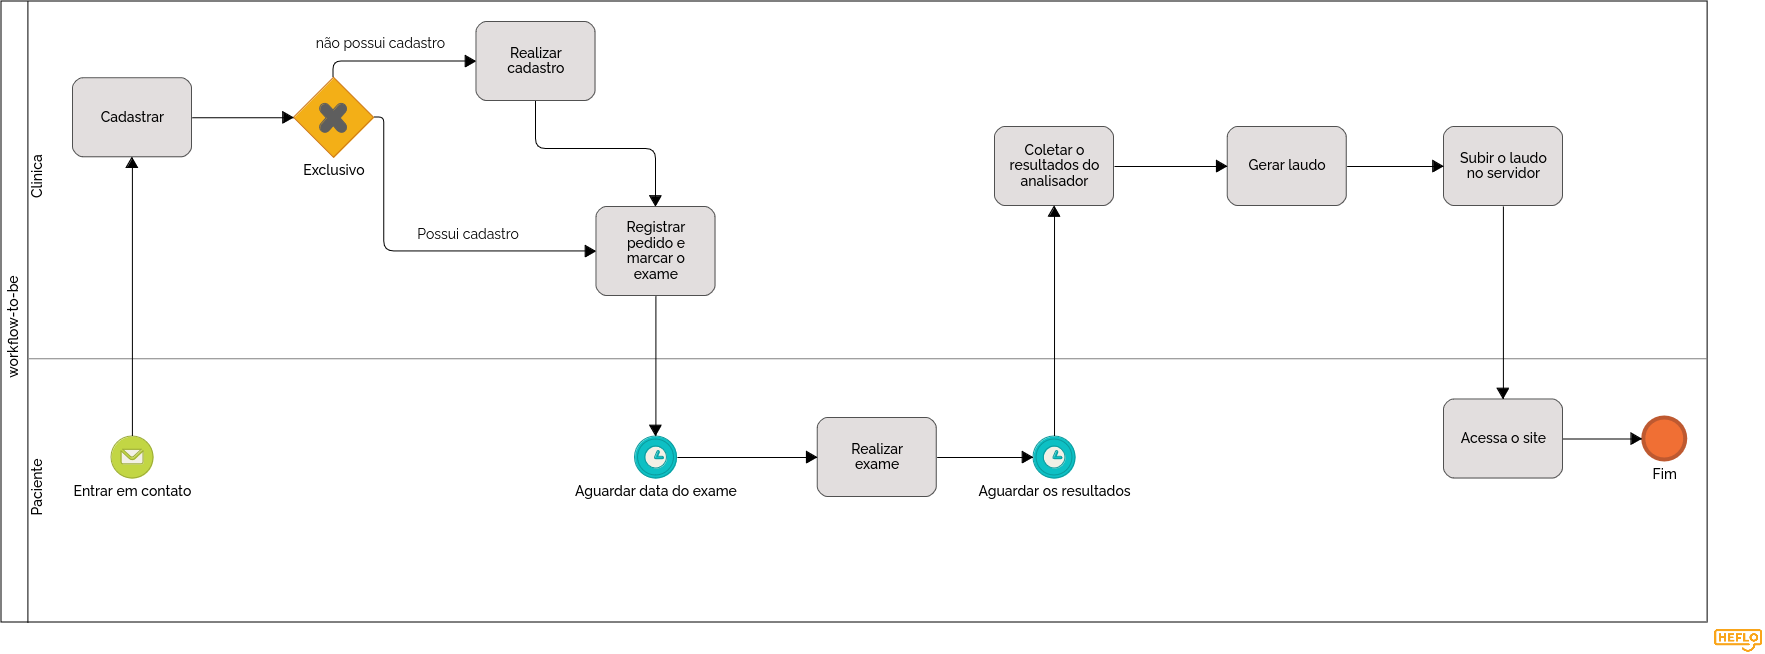 workflow-to-be
Clinica
Paciente
Cadastrar
Exclusivo
não possui cadastro
Possui cadastro
Realizar
cadastro
Registrar
pedido e
marcar o
exame
Coletar o
resultados do
analisador
Gerar laudo
Subir o laudo
no servidor
Entrar em contato
Aguardar data do exame
Realizar
exame
Aguardar os resultados
Acessa o site
Fim
HEFLO